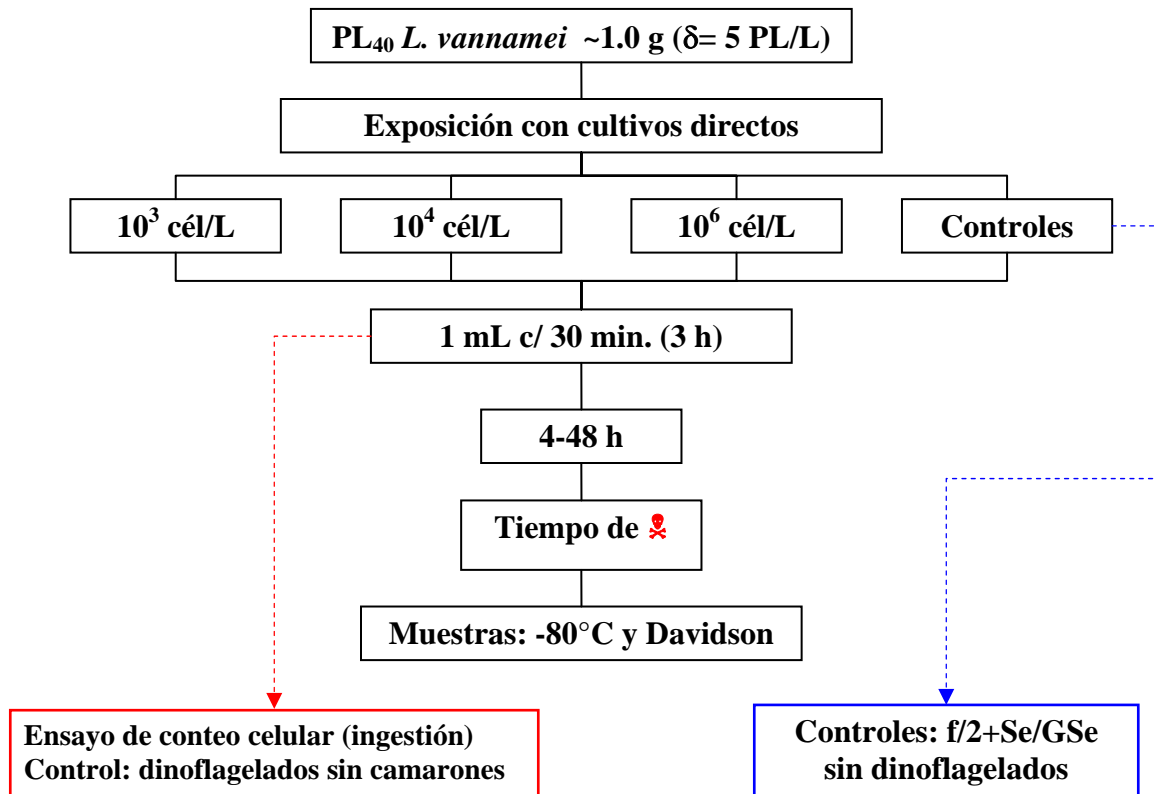 PL40 L. vannamei ~1.0 g (δ= 5 PL/L)
Exposición con cultivos directos
10³ cél/L
10⁴ cél/L
10⁶ cél/L
Controles
1 mL c/ 30 min. (3 h)
4-48 h
Tiempo de ☠
Muestras: -80°C y Davidson
Ensayo de conteo celular (ingestión)
Control: dinoflagelados sin camarones
Controles: f/2+Se/GSe
sin dinoflagelados